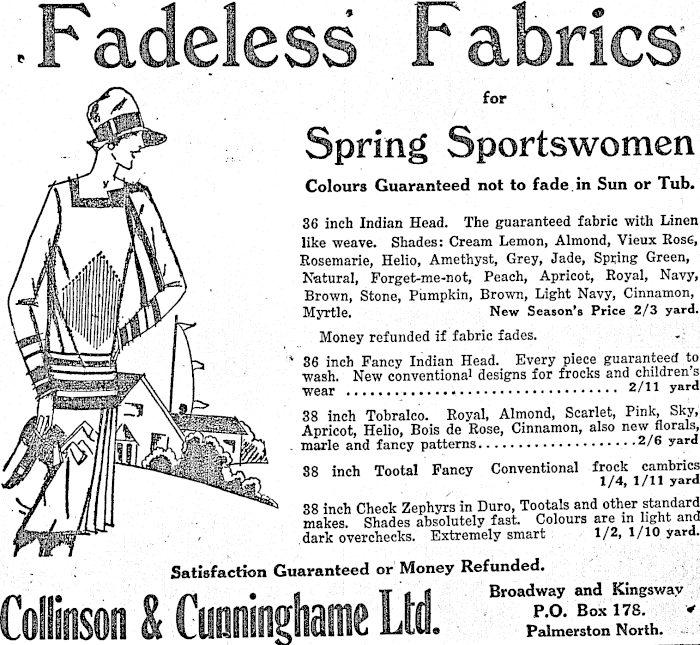 Fadeless Fabrics
for
Spring Sportswomen
Colours Guaranteed not to fade in Sun or Tub.
36 inch Indian Head. The guaranteed fabric with Linen
like weave. Shades: Cream Lemon, Almond, Vieux Rose,
Rosemarie, Helio, Amethyst, Grey, Jade, Spring Green,
Natural, Forget-me-not, Peach, Apricot, Royal, Navy,
Brown, Stone, Pumpkin, Brown, Light Navy, Cinnamon,
Myrtle. New Season's Price 2/3 yard.
Money refunded if fabric fades.
36 inch Fancy Indian Head. Every piece guaranteed to
wash. New conventional designs for frocks and children's
wear .................................. 2/11 yard
38 inch Tobralco. Royal, Almond, Scarlet, Pink, Sky,
Apricot, Helio, Bois de Rose, Cinnamon, also new florals,
marle and fancy patterns....................2/6 yard
38 inch Tootal Fancy Conventional frock cambrics
1/4, 1/11 yard
38 inch Check Zephyrs in Duro, Tootals and other standard
makes. Shades absolutely fast. Colours are in light and
dark overchecks. Extremely smart 1/2, 1/10 yard.
Satisfaction Guaranteed or Money Refunded.
Collinson & Cunninghame Ltd.
Broadway and Kingsway
P.O. Box 178.
Palmerston North.